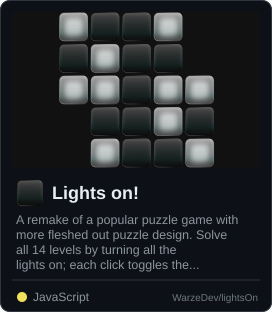 Lights on!
A remake of a popular puzzle game with
more fleshed out puzzle design. Solve
all 14 levels by turning all the
lights on; each click toggles the...
JavaScript
WarzeDev/lightsOn